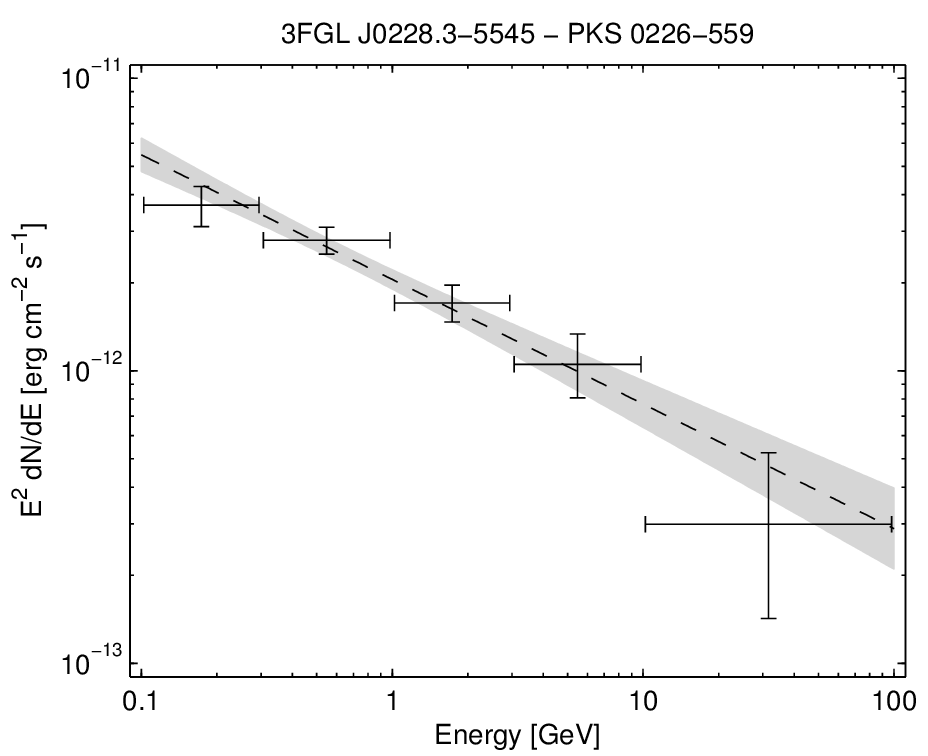 3FGL J0228.3−5545 − PKS 0226−559
10⁻¹¹
10⁻¹²
10⁻¹³
E² dN/dE [erg cm⁻² s⁻¹]
0.1 1 10 100
Energy [GeV]